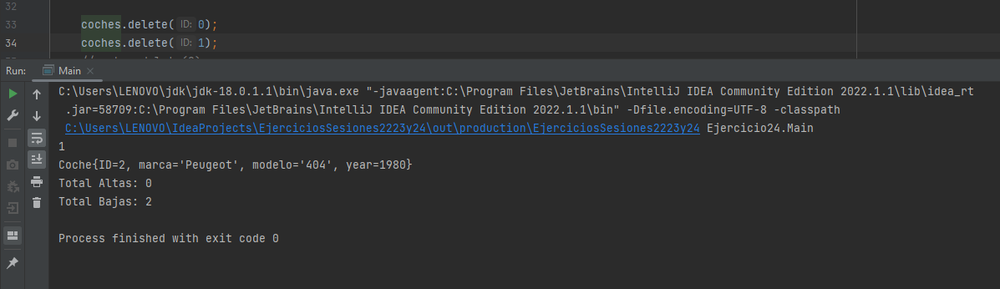 32
33 coches.delete( ID: 0);
34 coches.delete( ID: 1);
Run: Main ×
C:\Users\LENOVO\jdk\jdk-18.0.1.1\bin\java.exe "-javaagent:C:\Program Files\JetBrains\IntelliJ IDEA Community Edition 2022.1.1\lib\idea_rt
.jar=58709:C:\Program Files\JetBrains\IntelliJ IDEA Community Edition 2022.1.1\bin" -Dfile.encoding=UTF-8 -classpath
C:\Users\LENOVO\IdeaProjects\EjerciciosSesiones2223y24\out\production\EjerciciosSesiones2223y24 Ejercicio24.Main
1
Coche{ID=2, marca='Peugeot', modelo='404', year=1980}
Total Altas: 0
Total Bajas: 2
Process finished with exit code 0